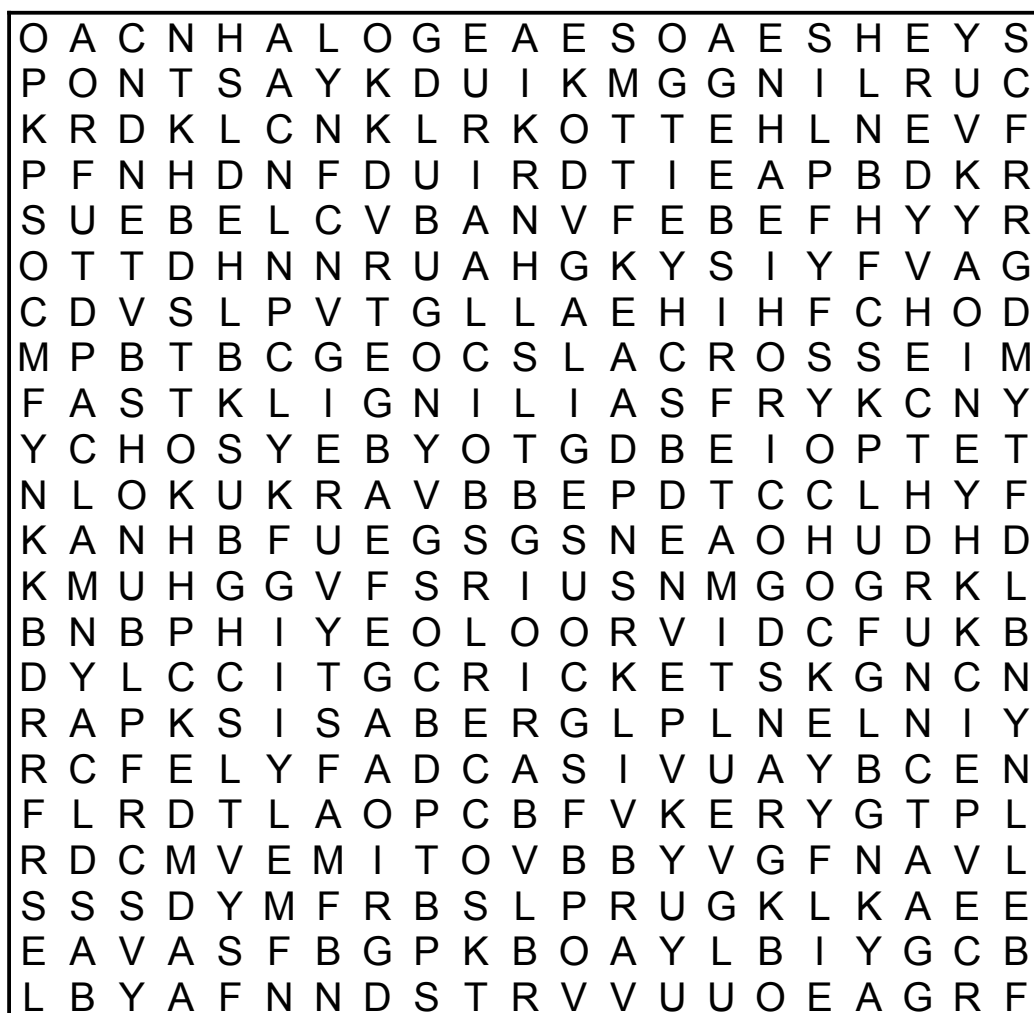 O A C N H A L O G E A E S O A E S H E Y S
P O N T S A Y K D U I K M G G N I L R U C
K R D K L C N K L R K O T T E H L N E V F
P F N H D N F D U I R D T I E A P B D K R
S U E B E L C V B A N V F E B E F H Y Y R
O T T D H N N R U A H G K Y S I Y F V A G
C D V S L P V T G L L A E H I H F C H O D
M P B T B C G E O C S L A C R O S S E I M
F A S T K L I G N I L I A S F R Y K C N Y
Y C H O S Y E B Y O T G D B E I O P T E T
N L O K U K R A V B B E P D T C C L H Y F
K A N H B F U E G S G S N E A O H U D H D
K M U H G G V F S R I U S N M G O G R K L
B N B P H I Y E O L O O R V I D C F U K B
D Y L C C I T G C R I C K E T S K G N C N
R A P K S I S A B E R G L P L N E L N I Y
R C F E L Y F A D C A S I V U A Y B C E N
F L R D T L A O P C B F V K E R Y G T P L
R D C M V E M I T O V B B Y V G F N A V L
S S S D Y M F R B S L P R U G K L K A E E
E A V A S F B G P K B O A Y L B I Y G C B
L B Y A F N N D S T R V V U U O E A G R F